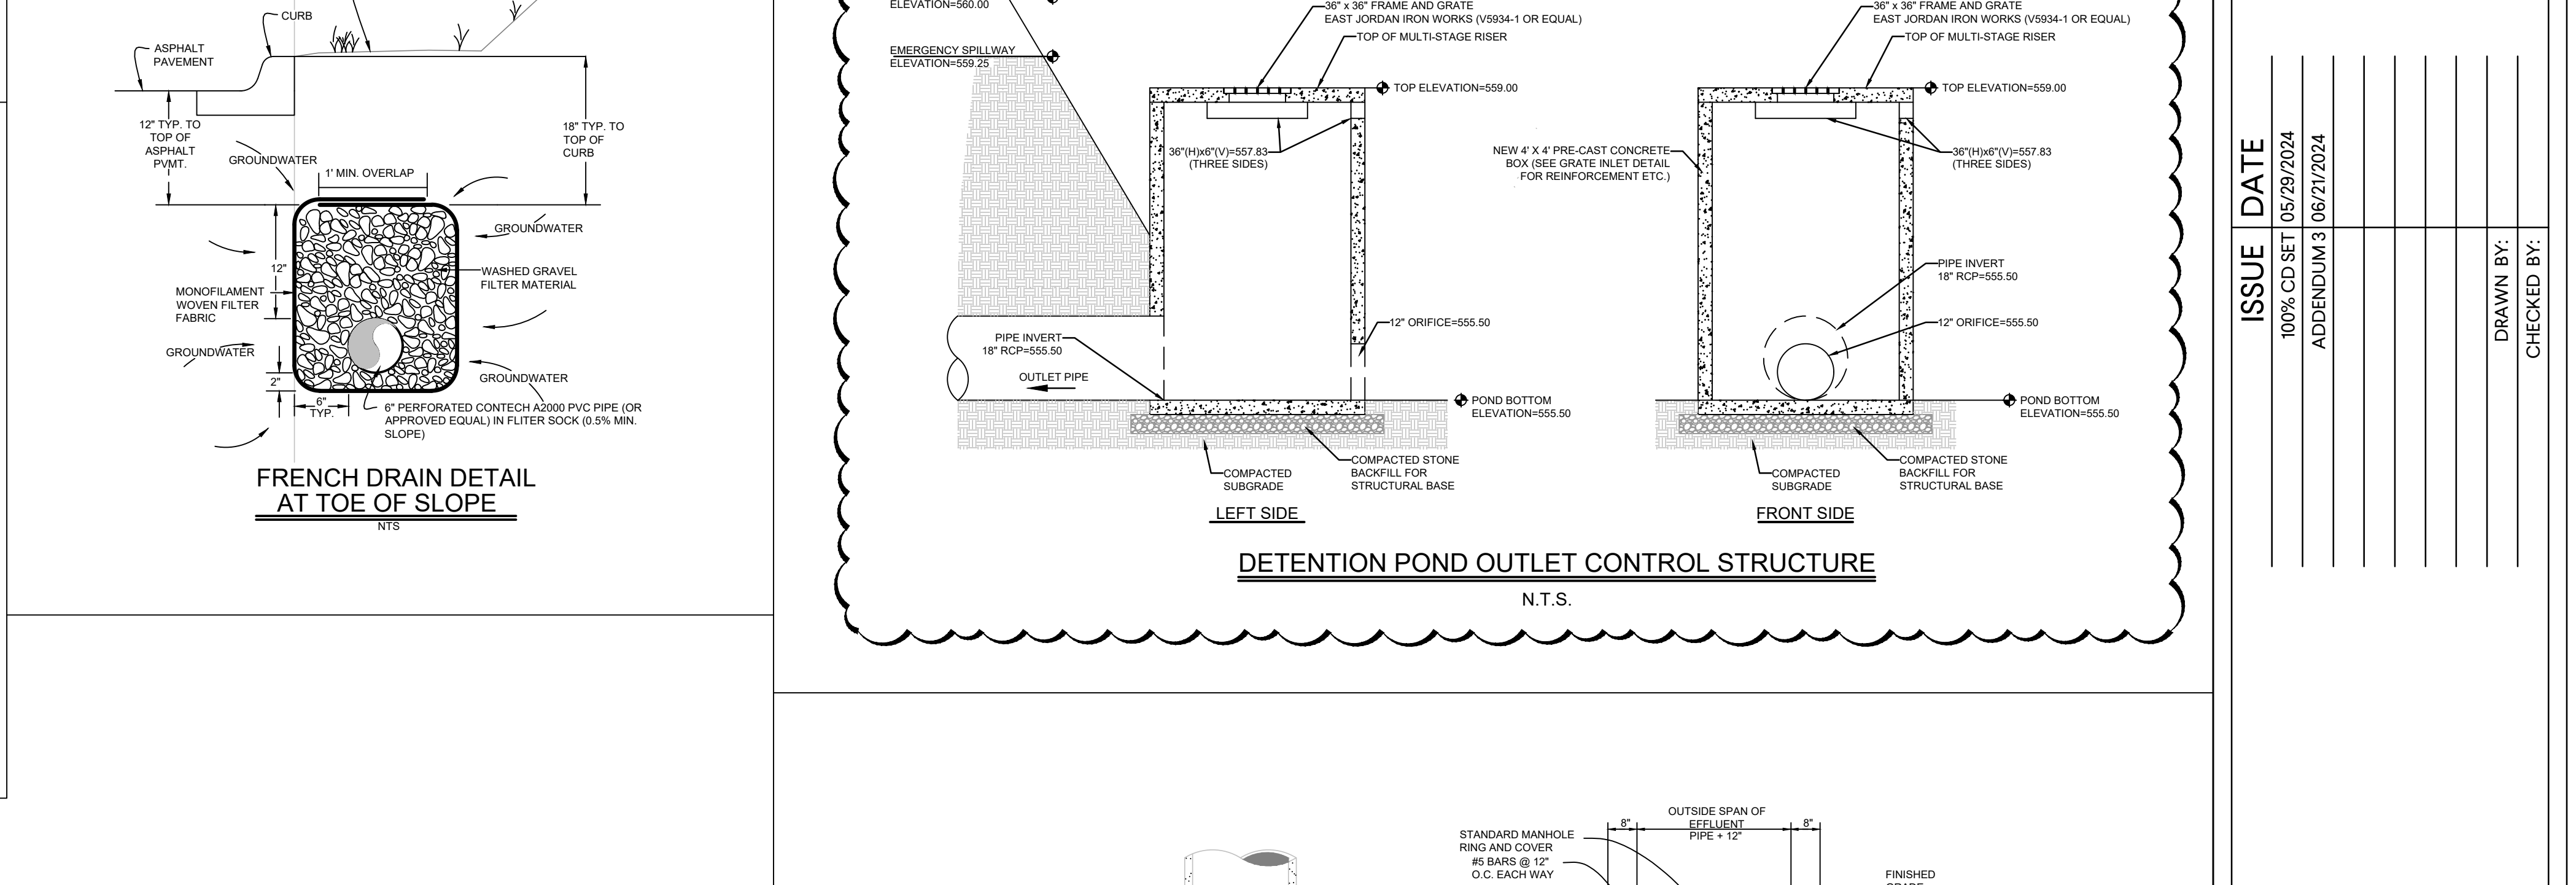 CURB
ASPHALT
PAVEMENT
12" TYP. TO
TOP OF
ASPHALT
PVMT.
18" TYP. TO
TOP OF
CURB
GROUNDWATER
1' MIN. OVERLAP
GROUNDWATER
12"
WASHED GRAVEL
FILTER MATERIAL
MONOFILAMENT
WOVEN FILTER
FABRIC
GROUNDWATER
2"
GROUNDWATER
6"
TYP.
6" PERFORATED CONTECH A2000 PVC PIPE (OR
APPROVED EQUAL) IN FLITER SOCK (0.5% MIN.
SLOPE)
FRENCH DRAIN DETAIL
AT TOE OF SLOPE
NTS
ELEVATION=560.00
EMERGENCY SPILLWAY
ELEVATION=559.25
36" x 36" FRAME AND GRATE
EAST JORDAN IRON WORKS (V5934-1 OR EQUAL)
TOP OF MULTI-STAGE RISER
TOP ELEVATION=559.00
36"(H)x6"(V)=557.83
(THREE SIDES)
12" ORIFICE=555.50
PIPE INVERT
18" RCP=555.50
OUTLET PIPE
POND BOTTOM
ELEVATION=555.50
COMPACTED
SUBGRADE
COMPACTED STONE
BACKFILL FOR
STRUCTURAL BASE
LEFT SIDE
36" x 36" FRAME AND GRATE
EAST JORDAN IRON WORKS (V5934-1 OR EQUAL)
TOP OF MULTI-STAGE RISER
TOP ELEVATION=559.00
NEW 4' X 4' PRE-CAST CONCRETE
BOX (SEE GRATE INLET DETAIL
FOR REINFORCEMENT ETC.)
36"(H)x6"(V)=557.83
(THREE SIDES)
PIPE INVERT
18" RCP=555.50
12" ORIFICE=555.50
POND BOTTOM
ELEVATION=555.50
COMPACTED
SUBGRADE
COMPACTED STONE
BACKFILL FOR
STRUCTURAL BASE
FRONT SIDE
DETENTION POND OUTLET CONTROL STRUCTURE
N.T.S.
OUTSIDE SPAN OF
EFFLUENT
PIPE + 12"
8"
8"
STANDARD MANHOLE
RING AND COVER
#5 BARS @ 12"
O.C. EACH WAY
FINISHED
GRADE
ISSUE DATE
100% CD SET 05/29/2024
ADDENDUM 3 06/21/2024
DRAWN BY:
CHECKED BY: